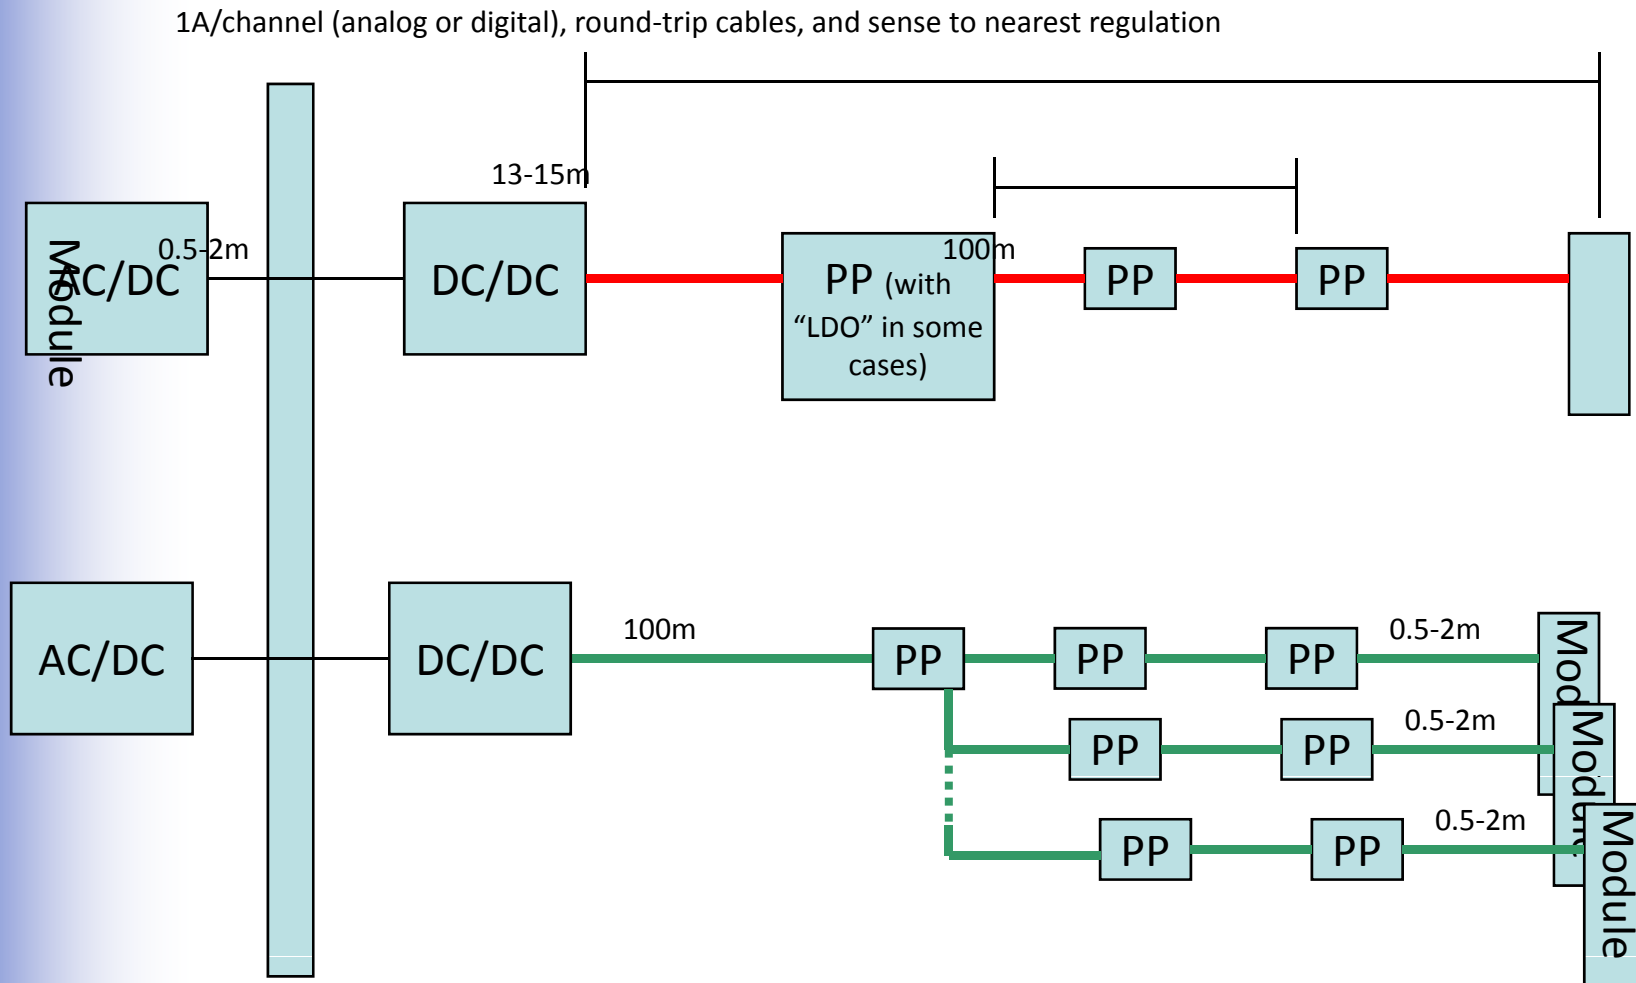 1A/channel (analog or digital), round-trip cables, and sense to nearest regulation
13-15m
Module
AC/DC
0.5-2m
DC/DC
PP (with
“LDO” in some
cases)
100m
PP
PP
AC/DC
DC/DC
100m
PP
PP
PP
0.5-2m
Module
PP
PP
0.5-2m
Module
PP
PP
0.5-2m
Module